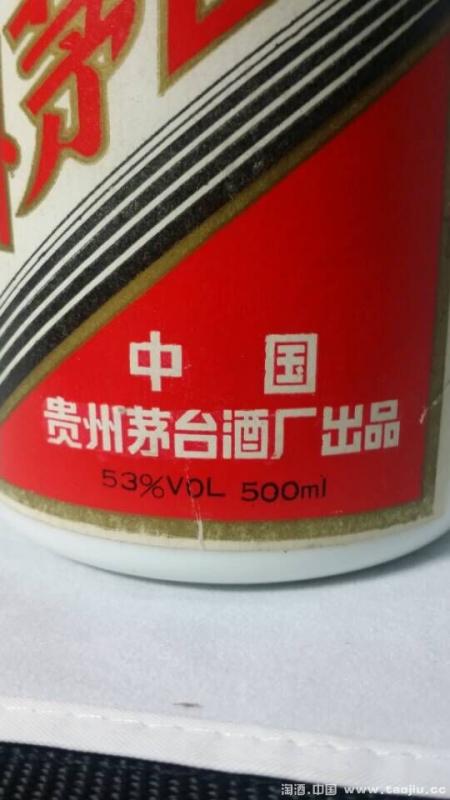 茅
中国
贵州茅台酒厂出品
53%VOL 500ml
淘酒.中国 www.taojiu.cc